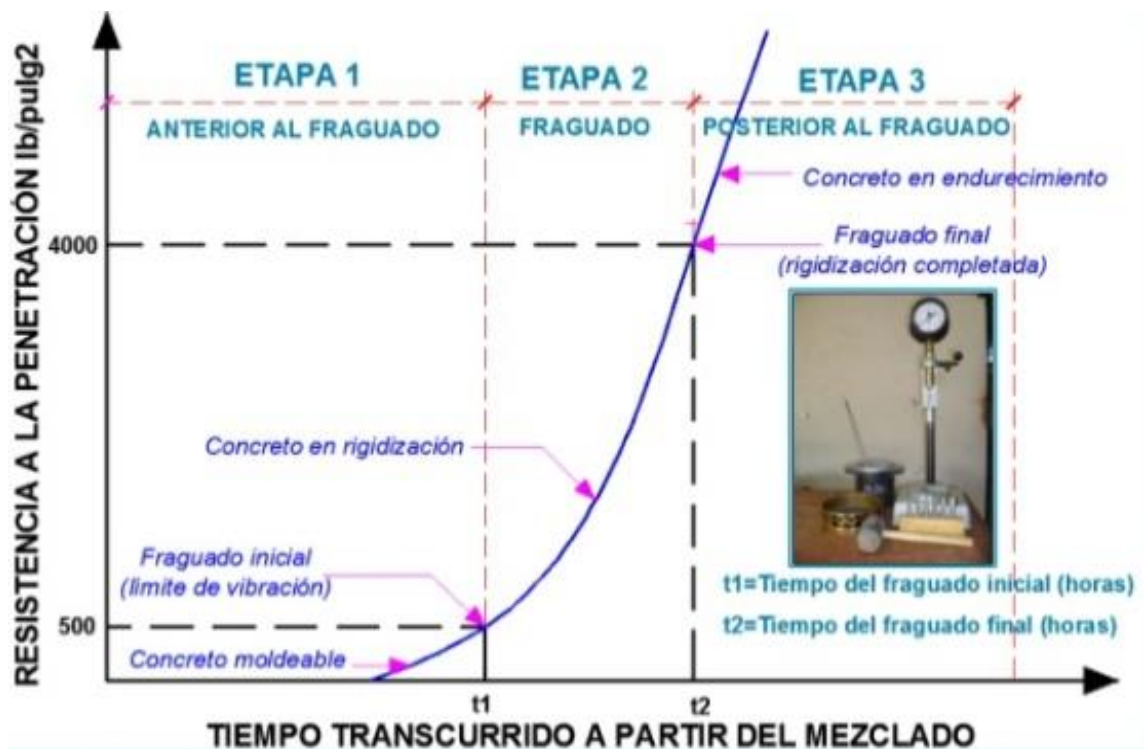 RESISTENCIA A LA PENETRACIÓN lb/pulg2
ETAPA 1
ANTERIOR AL FRAGUADO
ETAPA 2
FRAGUADO
ETAPA 3
POSTERIOR AL FRAGUADO
Concreto en endurecimiento
4000
Fraguado final
(rigidización completada)
Concreto en rigidización
Fraguado inicial
(limite de vibración)
t1=Tiempo del fraguado inicial (horas)
t2=Tiempo del fraguado final (horas)
500
Concreto moldeable
t1
t2
TIEMPO TRANSCURRIDO A PARTIR DEL MEZCLADO